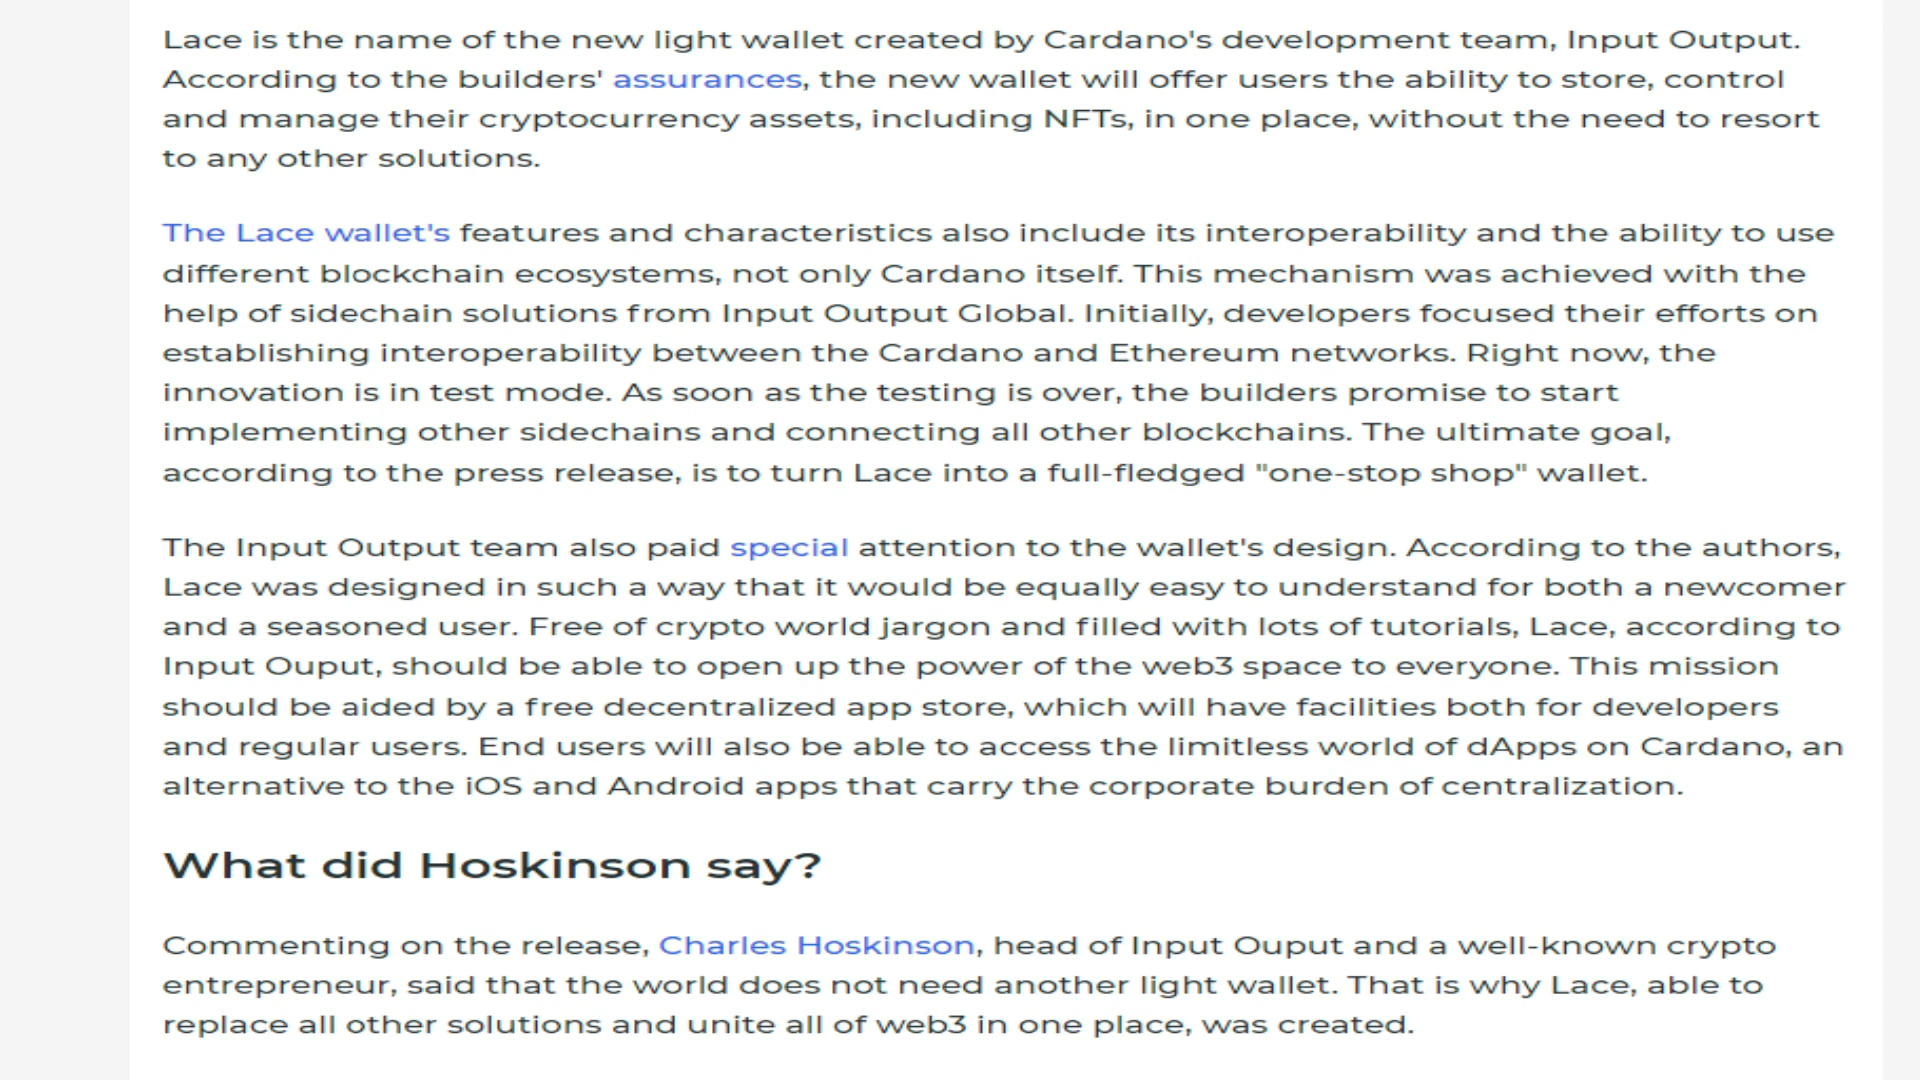 Lace is the name of the new light wallet created by Cardano's development team, Input Output.
According to the builders' assurances, the new wallet will offer users the ability to store, control
and manage their cryptocurrency assets, including NFTs, in one place, without the need to resort
to any other solutions.
The Lace wallet's features and characteristics also include its interoperability and the ability to use
different blockchain ecosystems, not only Cardano itself. This mechanism was achieved with the
help of sidechain solutions from Input Output Global. Initially, developers focused their efforts on
establishing interoperability between the Cardano and Ethereum networks. Right now, the
innovation is in test mode. As soon as the testing is over, the builders promise to start
implementing other sidechains and connecting all other blockchains. The ultimate goal,
according to the press release, is to turn Lace into a full-fledged "one-stop shop" wallet.
The Input Output team also paid special attention to the wallet's design. According to the authors,
Lace was designed in such a way that it would be equally easy to understand for both a newcomer
and a seasoned user. Free of crypto world jargon and filled with lots of tutorials, Lace, according to
Input Ouput, should be able to open up the power of the web3 space to everyone. This mission
should be aided by a free decentralized app store, which will have facilities both for developers
and regular users. End users will also be able to access the limitless world of dApps on Cardano, an
alternative to the iOS and Android apps that carry the corporate burden of centralization.
What did Hoskinson say?
Commenting on the release, Charles Hoskinson, head of Input Ouput and a well-known crypto
entrepreneur, said that the world does not need another light wallet. That is why Lace, able to
replace all other solutions and unite all of web3 in one place, was created.